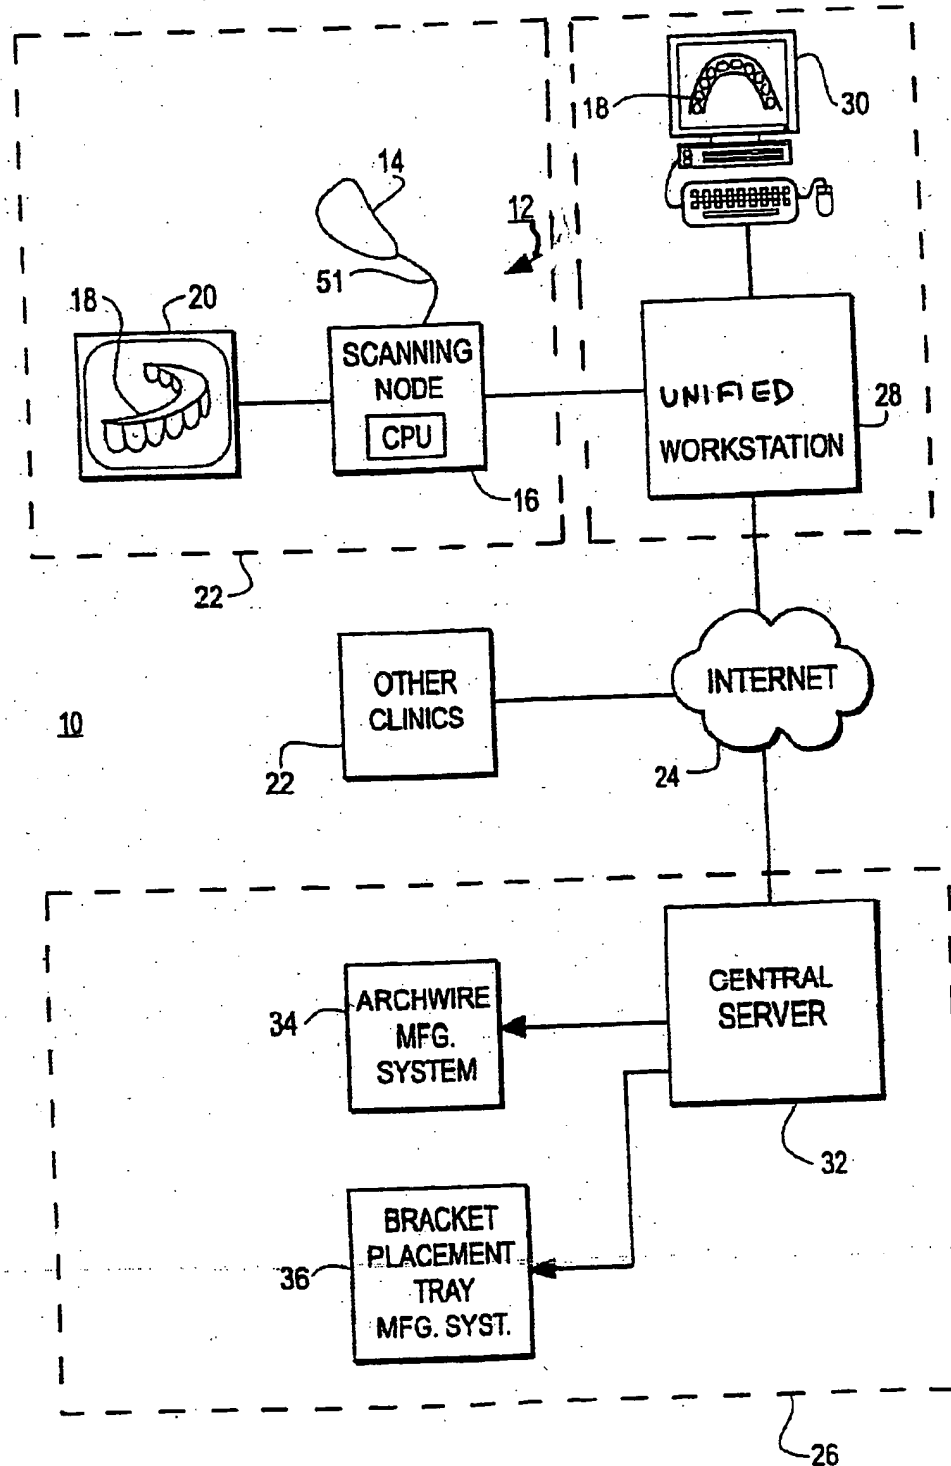 18
30
14
12
51
18
20
SCANNING
NODE
CPU
16
UNIFIED
WORKSTATION
28
22
OTHER
CLINICS
22
INTERNET
24
10
CENTRAL
SERVER
32
34
ARCHWIRE
MFG.
SYSTEM
36
BRACKET
PLACEMENT
TRAY
MFG. SYST.
26